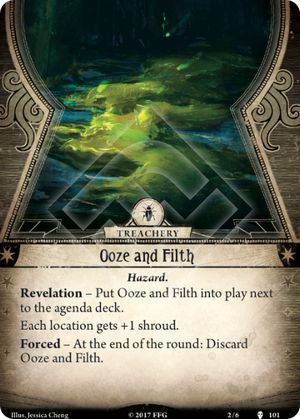 TREACHERY
Ooze and Filth
Hazard.
Revelation – Put Ooze and Filth into play next
to the agenda deck.
Each location gets +1 shroud.
Forced – At the end of the round: Discard
Ooze and Filth.
Illus. Jessica Cheng © 2017 FFG 2/6 101